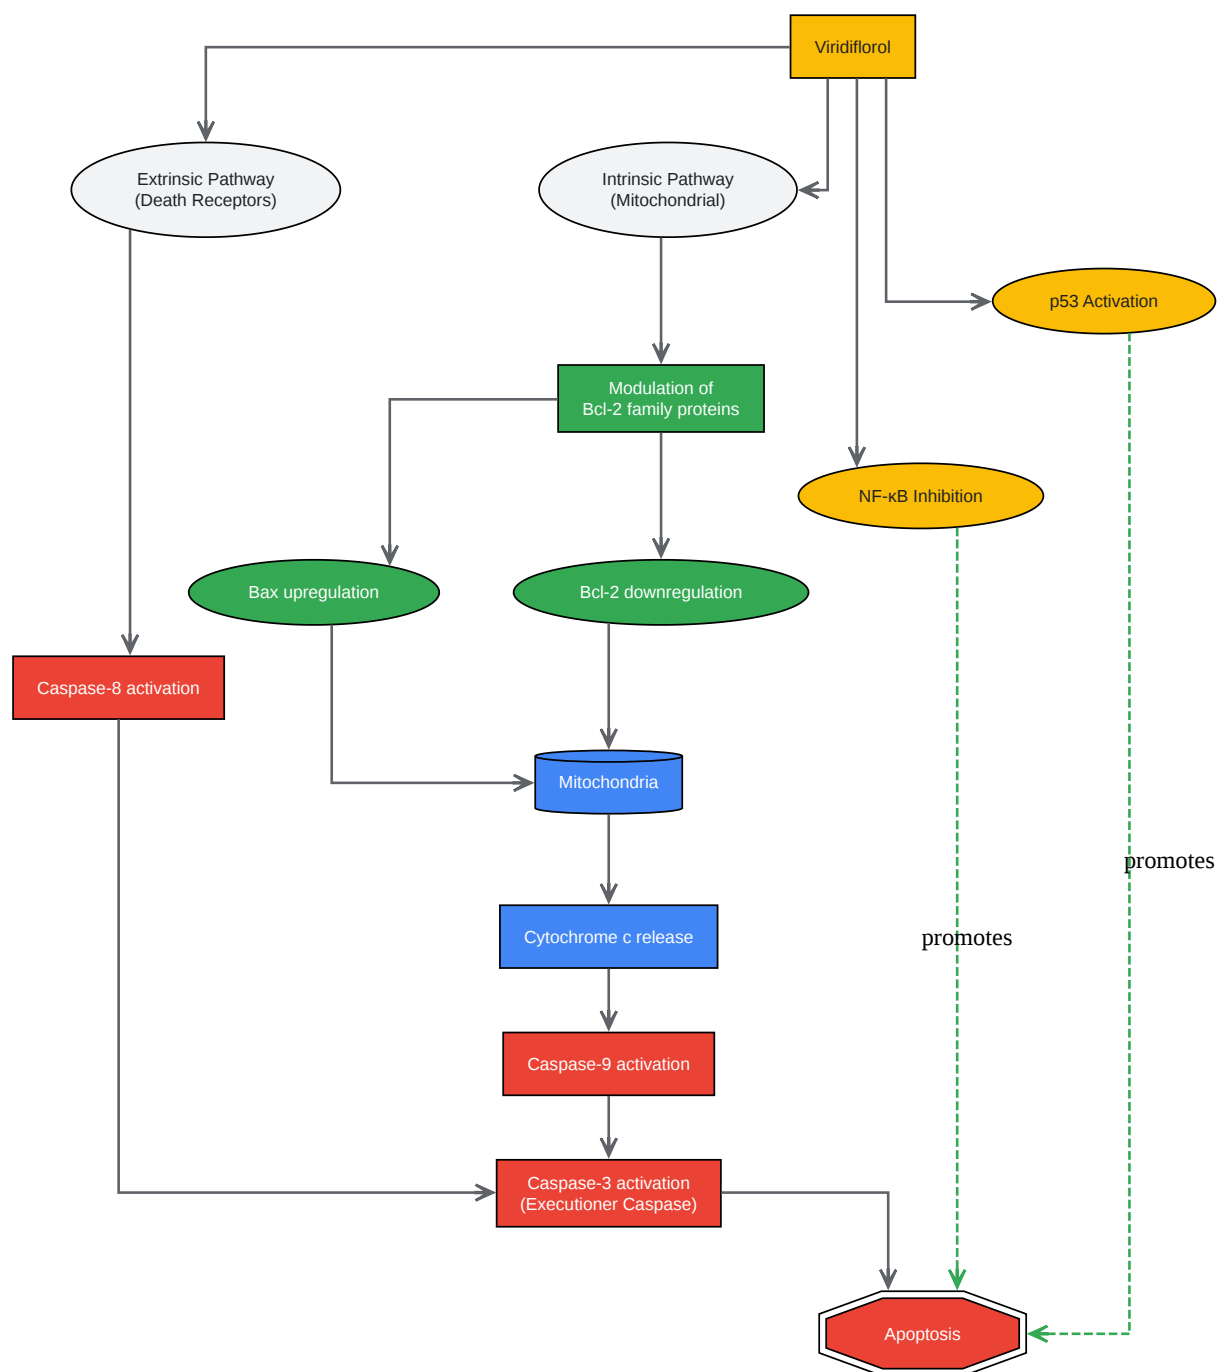 Viridiflorol
Extrinsic Pathway
(Death Receptors)
Intrinsic Pathway
(Mitochondrial)
p53 Activation
Modulation of
Bcl-2 family proteins
NF-κB Inhibition
Bax upregulation
Bcl-2 downregulation
Caspase-8 activation
Mitochondria
promotes
Cytochrome c release
promotes
Caspase-9 activation
Caspase-3 activation
(Executioner Caspase)
Apoptosis